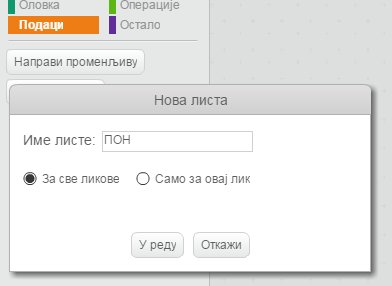 Оловка
Операције
Подаци
Остало
Направи променљиву
Нова листа
Име листе: ПОН
За све ликове
Само за овај лик
У реду
Откажи